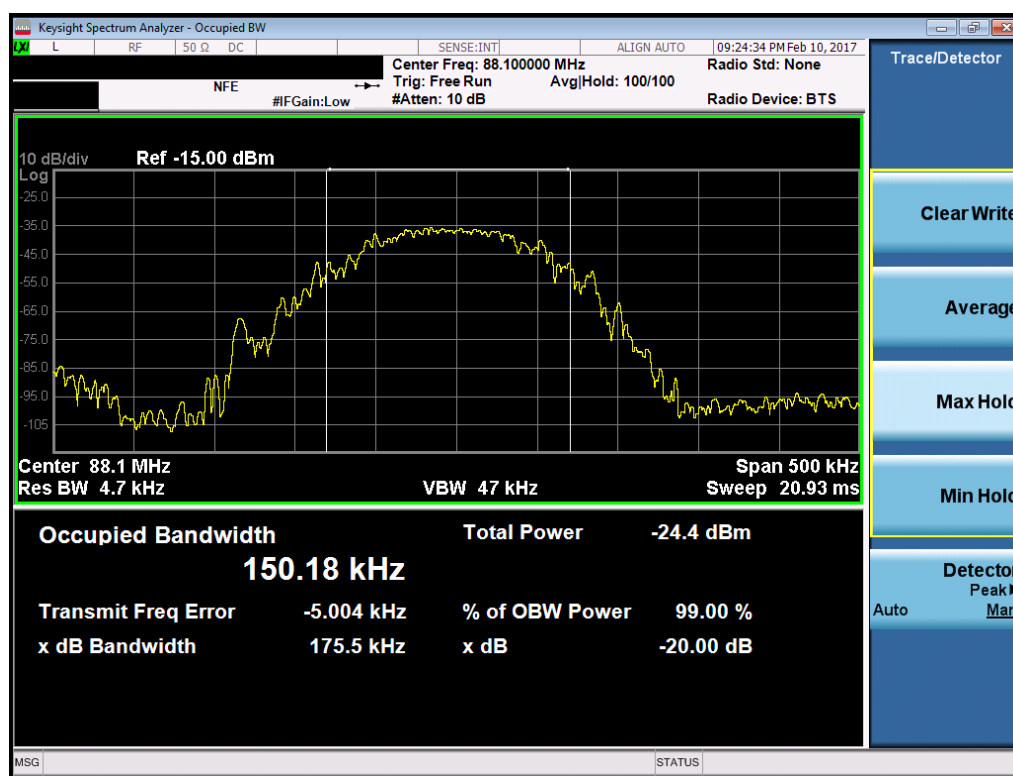 Keysight Spectrum Analyzer - Occupied BW
LXI L RF 50 Ω DC SENSE:INT ALIGN AUTO 09:24:34 PM Feb 10, 2017
Center Freq: 88.100000 MHz Radio Std: None
NFE Trig: Free Run Avg|Hold: 100/100
#IFGain:Low #Atten: 10 dB Radio Device: BTS
10 dB/div Ref -15.00 dBm
Log
-25.0
-35.0
-45.0
-55.0
-65.0
-75.0
-85.0
-95.0
-105
Center 88.1 MHz Span 500 kHz
Res BW 4.7 kHz VBW 47 kHz Sweep 20.93 ms
Occupied Bandwidth Total Power -24.4 dBm
150.18 kHz
Transmit Freq Error -5.004 kHz % of OBW Power 99.00 %
x dB Bandwidth 175.5 kHz x dB -20.00 dB
MSG STATUS
Trace/Detector
Clear Write
Average
Max Hold
Min Hold
Detector
Peak
Auto Man